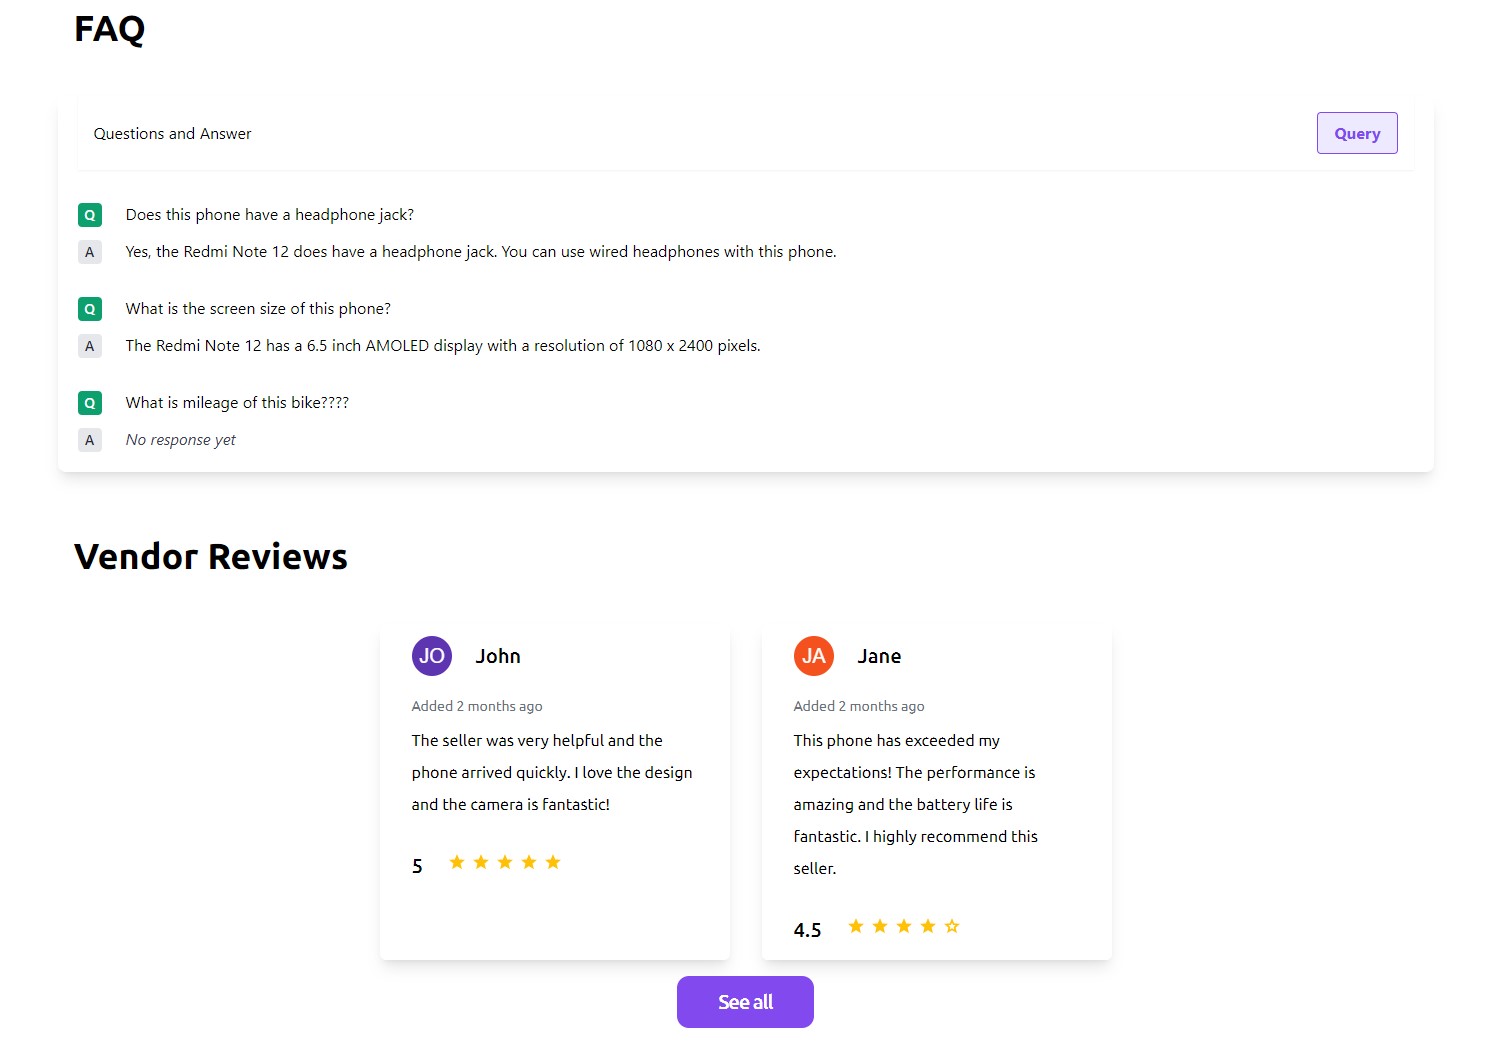 FAQ
Questions and Answer
Query
Q Does this phone have a headphone jack?
A Yes, the Redmi Note 12 does have a headphone jack. You can use wired headphones with this phone.
Q What is the screen size of this phone?
A The Redmi Note 12 has a 6.5 inch AMOLED display with a resolution of 1080 x 2400 pixels.
Q What is mileage of this bike????
A No response yet
Vendor Reviews
JO John
Added 2 months ago
The seller was very helpful and the
phone arrived quickly. I love the design
and the camera is fantastic!
5
JA Jane
Added 2 months ago
This phone has exceeded my
expectations! The performance is
amazing and the battery life is
fantastic. I highly recommend this
seller.
4.5
See all